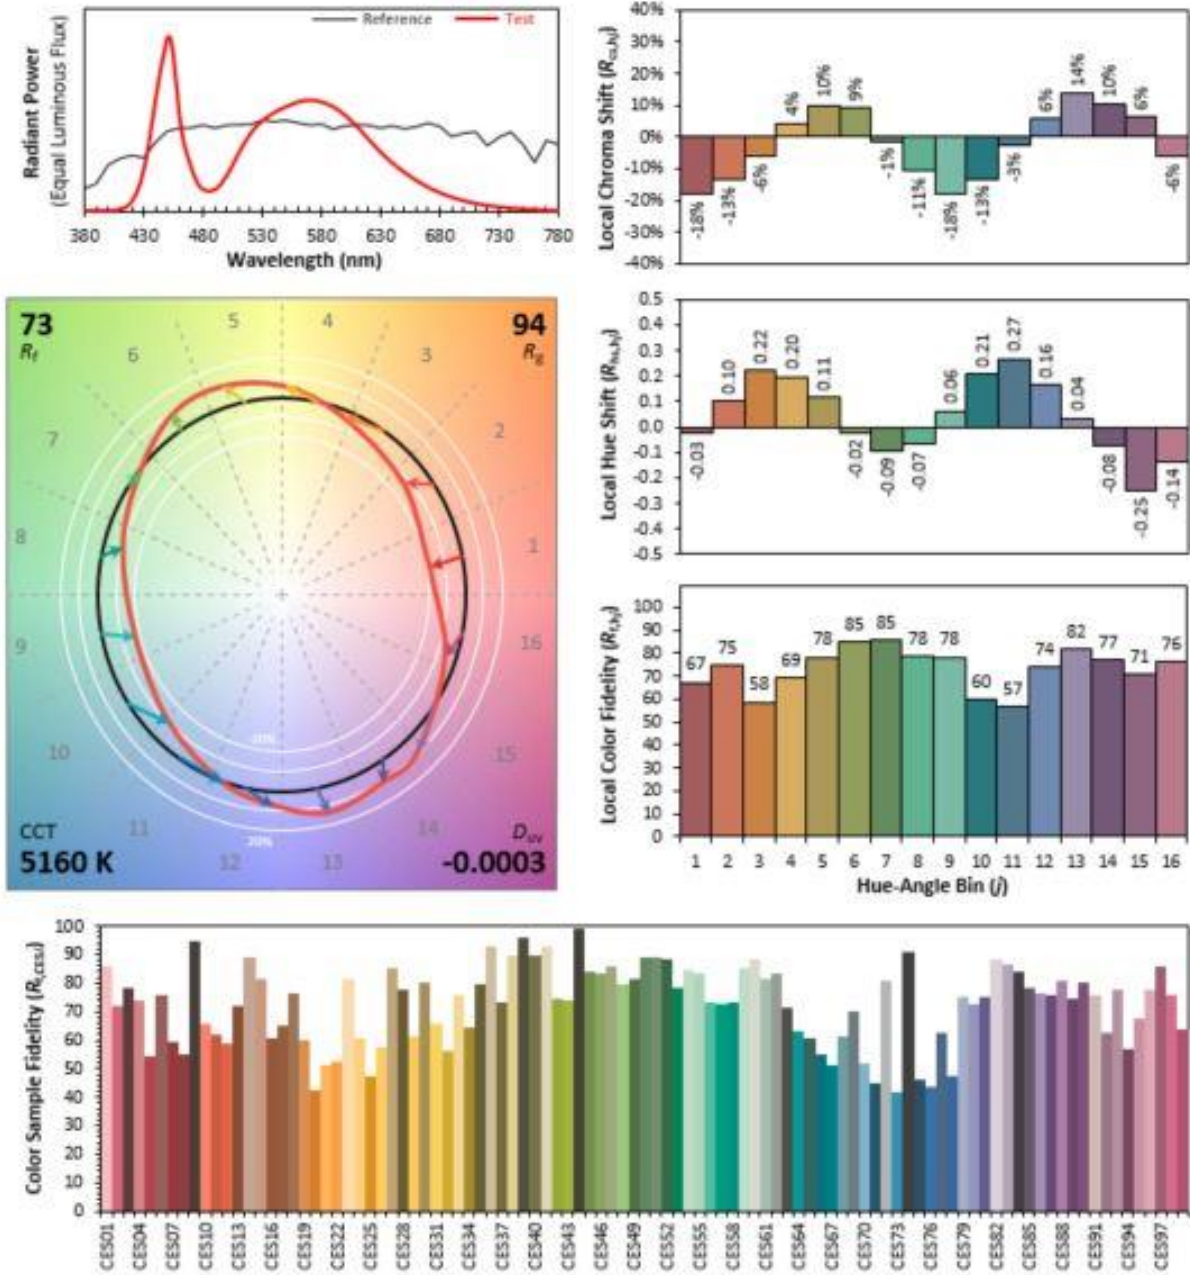 Reference Test
Radiant Power
(Equal Luminous Flux)
380 430 480 530 580 630 680 730 780
Wavelength (nm)
Local Chroma Shift (Rcs,hj)
40%
30%
20%
10%
0%
-10%
-20%
-30%
-40%
-18% -13% -6% 4% 10% 9% -1% -11% -18% -13% -3% 6% 14% 10% 6% -6%
73
Rf
94
Rg
5 4
6 3
7 2
8 1
9 16
10 15
11 14
12 13
-20%
20%
CCT
5160 K
Duv
-0.0003
Local Hue Shift (Rhs,hj)
0.5
0.4
0.3
0.2
0.1
0.0
-0.1
-0.2
-0.3
-0.4
-0.5
-0.03 0.10 0.22 0.20 0.11 -0.02 -0.09 -0.07 0.06 0.21 0.27 0.16 0.04 -0.08 -0.25 -0.14
Local Color Fidelity (Rf,hj)
100
90
80
70
60
50
40
30
20
10
0
67 75 58 69 78 85 85 78 78 60 57 74 82 77 71 76
1 2 3 4 5 6 7 8 9 10 11 12 13 14 15 16
Hue-Angle Bin (j)
Color Sample Fidelity (Rf,CESi)
100
90
80
70
60
50
40
30
20
10
0
CES01 CES04 CES07 CES10 CES13 CES16 CES19 CES22 CES25 CES28 CES31 CES34 CES37 CES40 CES43 CES46 CES49 CES52 CES55 CES58 CES61 CES64 CES67 CES70 CES73 CES76 CES79 CES82 CES85 CES88 CES91 CES94 CES97